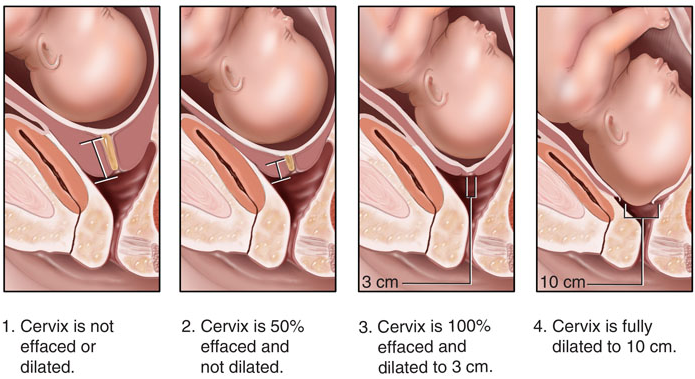 3 cm
10 cm
1. Cervix is not
effaced or
dilated.
2. Cervix is 50%
effaced and
not dilated.
3. Cervix is 100%
effaced and
dilated to 3 cm.
4. Cervix is fully
dilated to 10 cm.